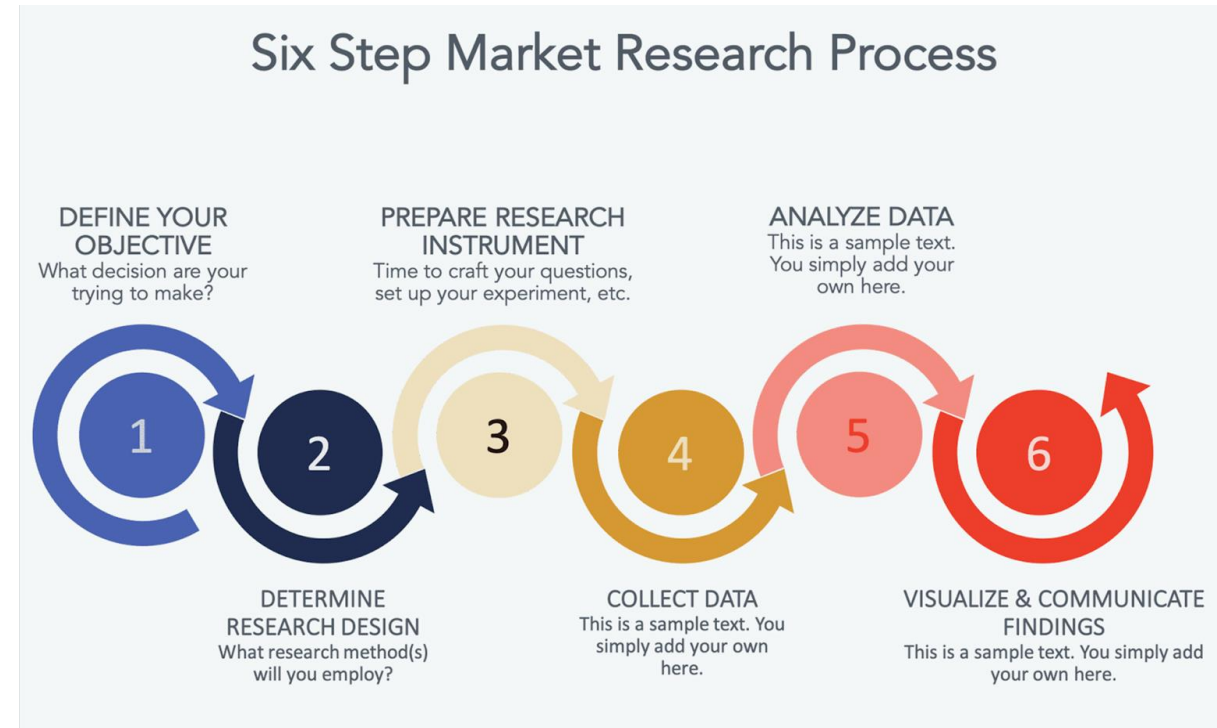 Six Step Market Research Process
DEFINE YOUR
OBJECTIVE
What decision are your
trying to make?
1
DETERMINE
RESEARCH DESIGN
What research method(s)
will you employ?
2
PREPARE RESEARCH
INSTRUMENT
Time to craft your questions,
set up your experiment, etc.
3
COLLECT DATA
This is a sample text. You
simply add your own
here.
4
ANALYZE DATA
This is a sample text.
You simply add your
own here.
5
VISUALIZE & COMMUNICATE
FINDINGS
This is a sample text. You simply add
your own here.
6